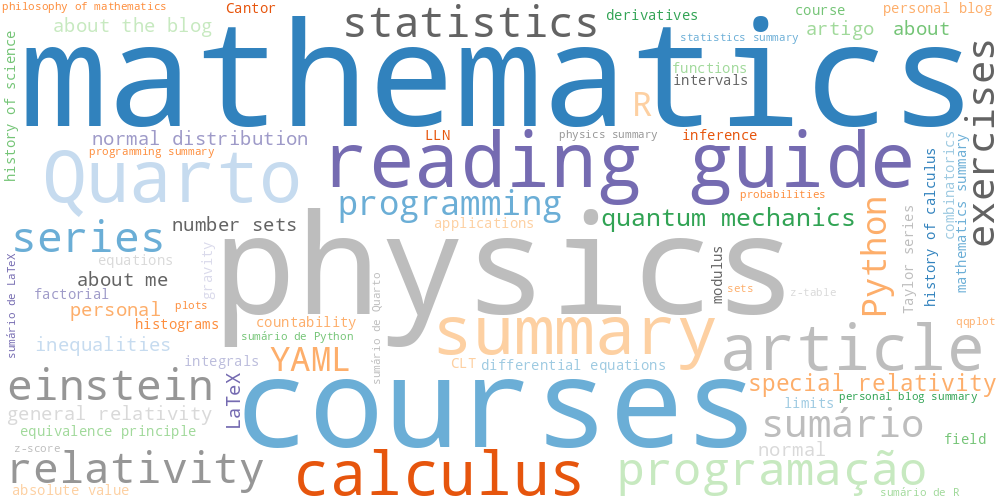 philosophy of mathematics
Cantor
statistics
derivatives
course
personal blog
about the blog
artigo
about
mathematics
statistics summary
functions
intervals
R
history of science
exercises
normal distribution
LLN
physics summary
inference
programming summary
Quarto
reading guide
combinatorics
mathematics summary
history of calculus
programming
probabilities
quantum mechanics
Python
Taylor series
series
number sets
applications
physics
equations
gravity
about me
modulus
sets
z-table
sumário de LaTeX
factorial
personal
plots
histograms
countability
sumário de Quarto
summary
article
qqplot
sumário de Python
inequalities
integrals
YAML
CLT
differential equations
einstein
LaTeX
courses
special relativity
personal blog summary
limits
general relativity
sumário
equivalence principle
field
z-score
normal
relativity
calculus
programação
absolute value
sumário de R